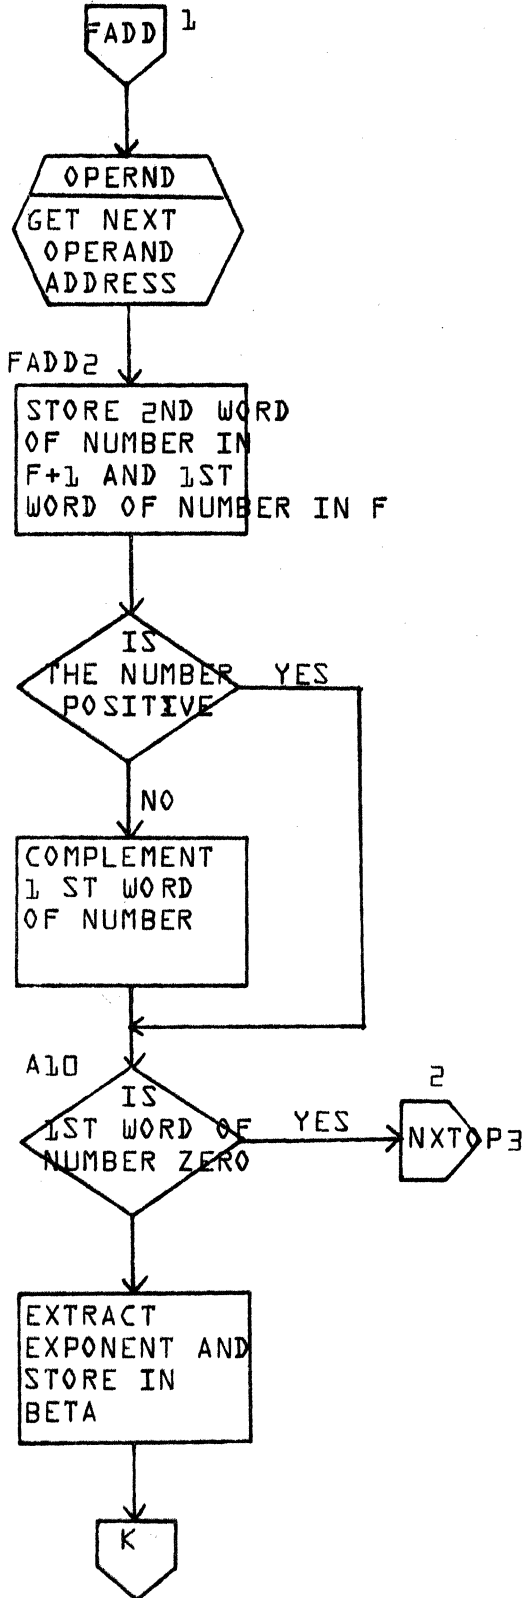 FADD 1
OPERND
GET NEXT
OPERAND
ADDRESS
FADD2
STORE 2ND WORD
OF NUMBER IN
F+1 AND 1ST
WORD OF NUMBER IN F
IS
THE NUMBER
POSITIVE
YES
NO
COMPLEMENT
1 ST WORD
OF NUMBER
A10
IS
1ST WORD OF
NUMBER ZERO
YES
2
NXTOP3
EXTRACT
EXPONENT AND
STORE IN
BETA
K